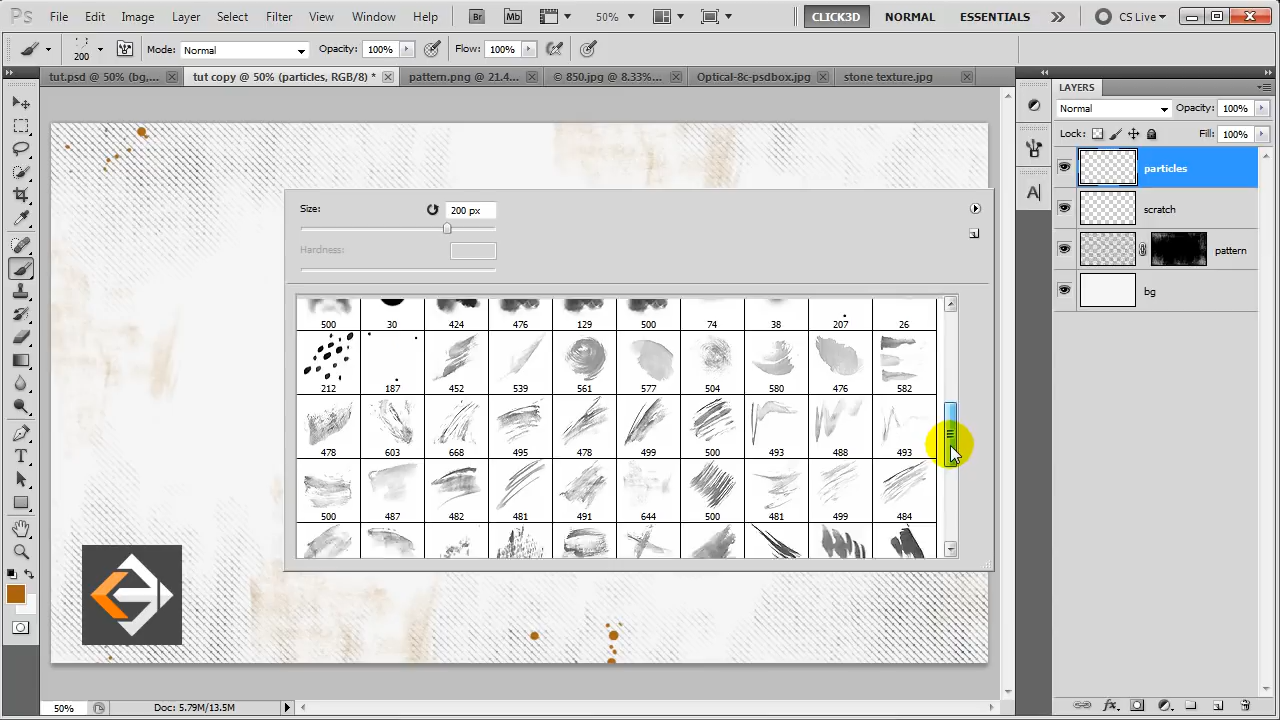 Ps File Edit Image Layer Select Filter View Window Help Br Mb 50% CLICK3D NORMAL ESSENTIALS CS Live
200 Mode: Normal Opacity: 100% Flow: 100%
tut.psd @ 50% (bg,... tut copy @ 50% (particles, RGB/8) * pattern.png @ 21.4... © 850.jpg @ 8.33%... Optical-8c-psdbox.jpg stone texture.jpg
LAYERS
Normal Opacity: 100%
Lock: Fill: 100%
particles
scratch
pattern
bg
Size: 200 px
Hardness:
500 30 424 476 129 500 74 38 207 26
212 187 452 539 561 577 504 580 476 582
478 603 668 495 478 499 500 493 488 493
500 487 482 481 491 644 500 481 499 484
50% Doc: 5.79M/13.5M